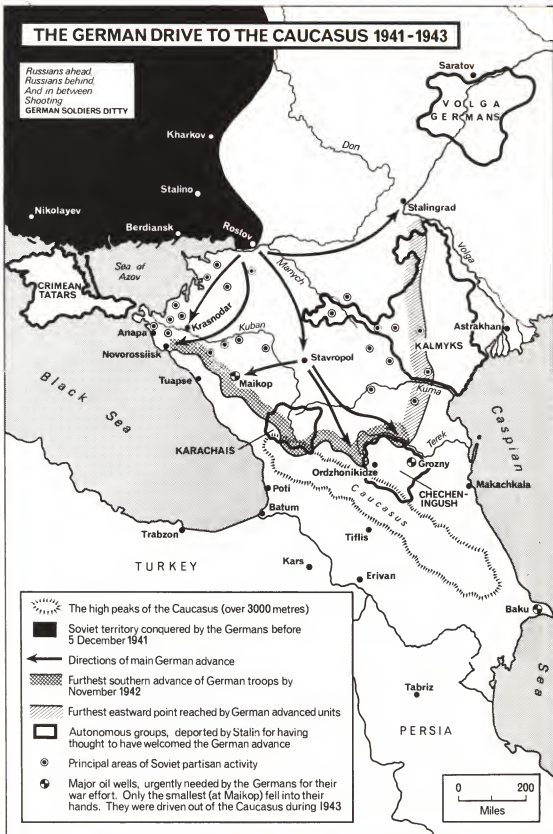 THE GERMAN DRIVE TO THE CAUCASUS 1941-1943
Russians ahead,
Russians behind,
And in between
Shooting
GERMAN SOLDIERS DITTY
Saratov
VOLGA
GERMANS
Kharkov
Don
Stalino
Stalingrad
Nikolayev
Berdiansk
Rostov
Volga
Sea of
Azov
Manych
CRIMEAN
TATARS
Krasnodar
Kuban
Astrakhan
Anapa
KALMYKS
Novorossiisk
Stavropol
Tuapse
Maikop
Kuma
Black Sea
Caspian
Sea
KARACHAIS
Terek
Grozny
Ordzhonikidze
CHECHEN-
INGUSH
Makachkala
Poti
Caucasus
Batum
Trabzon
Tiflis
TURKEY
Kars
Erivan
Baku
Tabriz
PERSIA
The high peaks of the Caucasus (over 3000 metres)
Soviet territory conquered by the Germans before
5 December 1941
Directions of main German advance
Furthest southern advance of German troops by
November 1942
Furthest eastward point reached by German advanced units
Autonomous groups, deported by Stalin for having
thought to have welcomed the German advance
Principal areas of Soviet partisan activity
Major oil wells, urgently needed by the Germans for their
war effort. Only the smallest (at Maikop) fell into their
hands. They were driven out of the Caucasus during 1943
0 200
Miles